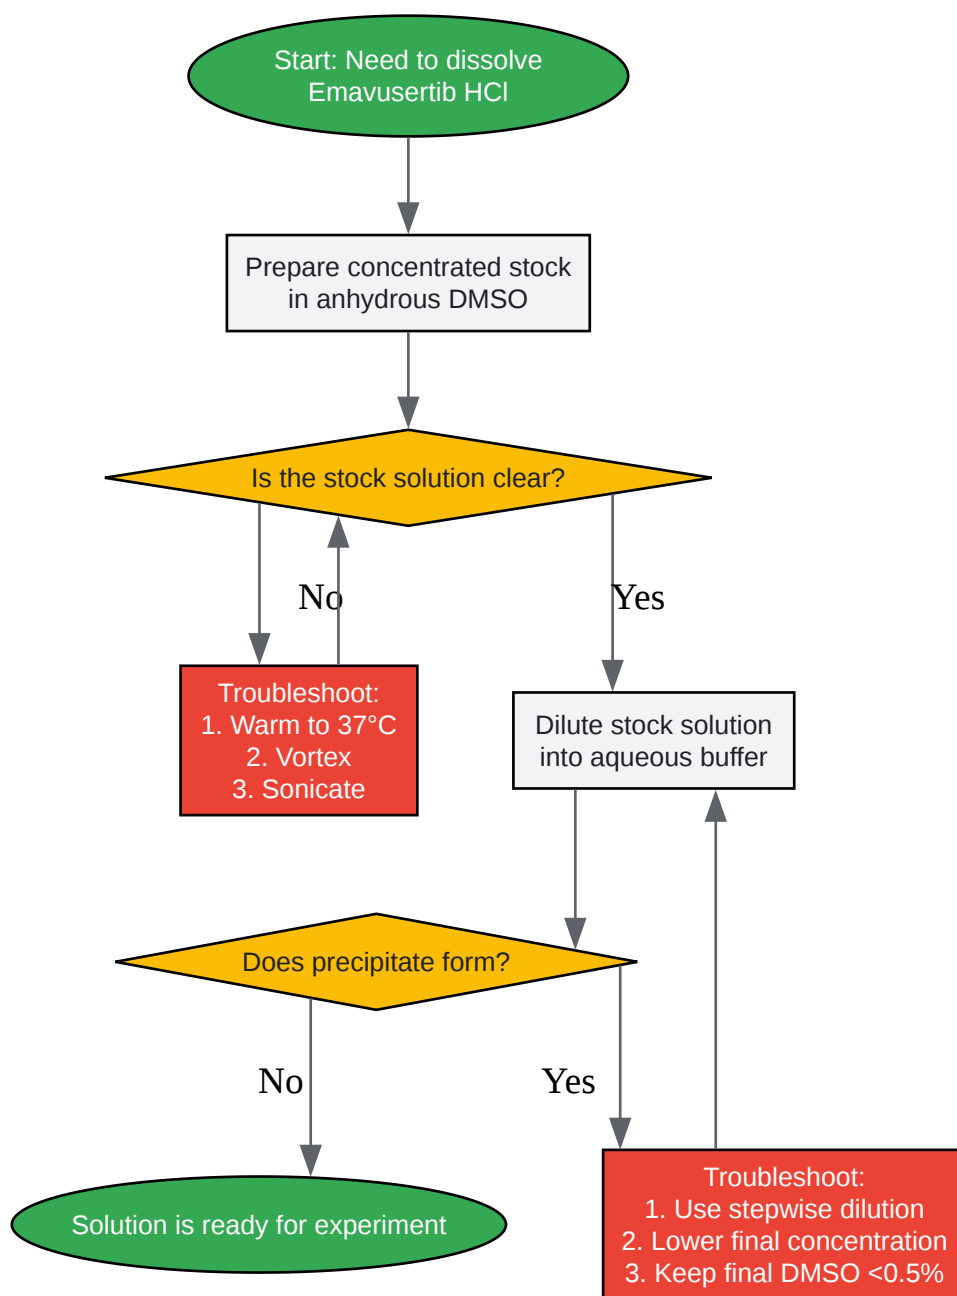 Start: Need to dissolve
Emavusertib HCl
Prepare concentrated stock
in anhydrous DMSO
Is the stock solution clear?
No
Yes
Troubleshoot:
1. Warm to 37°C
2. Vortex
3. Sonicate
Dilute stock solution
into aqueous buffer
Does precipitate form?
No
Yes
Solution is ready for experiment
Troubleshoot:
1. Use stepwise dilution
2. Lower final concentration
3. Keep final DMSO <0.5%